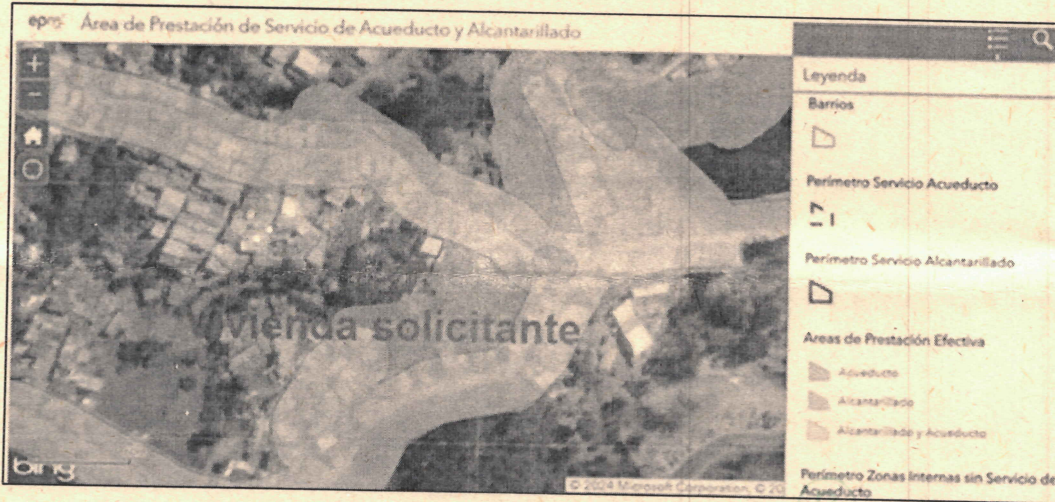 epm Área de Prestación de Servicio de Acueducto y Alcantarillado
vienda solicitante
bing
© 2024 Microsoft Corporation, © 20
Leyenda
Barrios
Perímetro Servicio Acueducto
Perímetro Servicio Alcantarillado
Areas de Prestación Efectiva
Acueducto
Alcantarillado
Alcantarillado y Acueducto
Perímetro Zonas Internas sin Servicio de
Acueducto